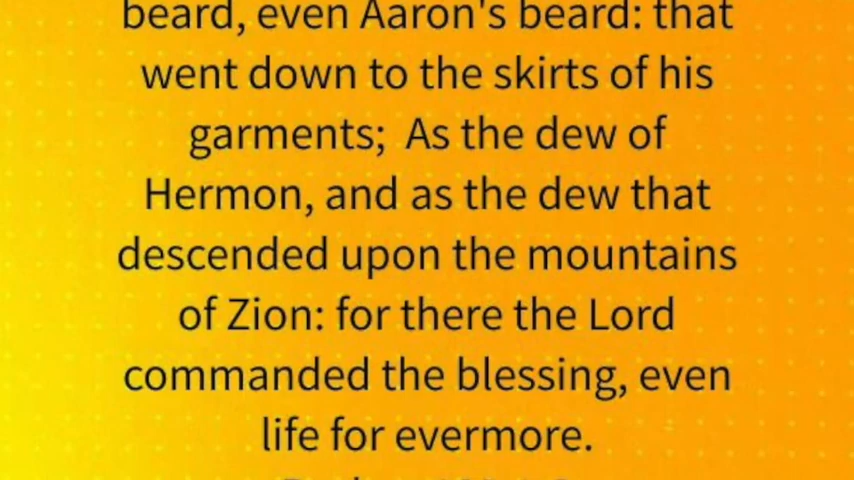 beard, even Aaron's beard: that
went down to the skirts of his
garments;  As the dew of
Hermon, and as the dew that
descended upon the mountains
of Zion: for there the Lord
commanded the blessing, even
life for evermore.